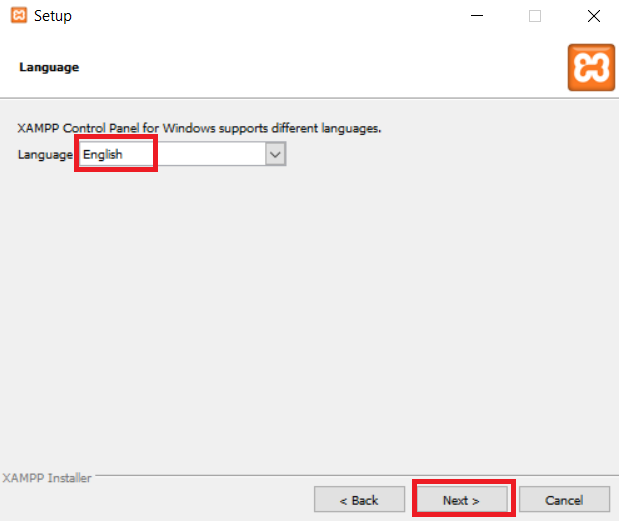 Setup
Language
XAMPP Control Panel for Windows supports different languages.
Language English
XAMPP Installer
< Back Next > Cancel